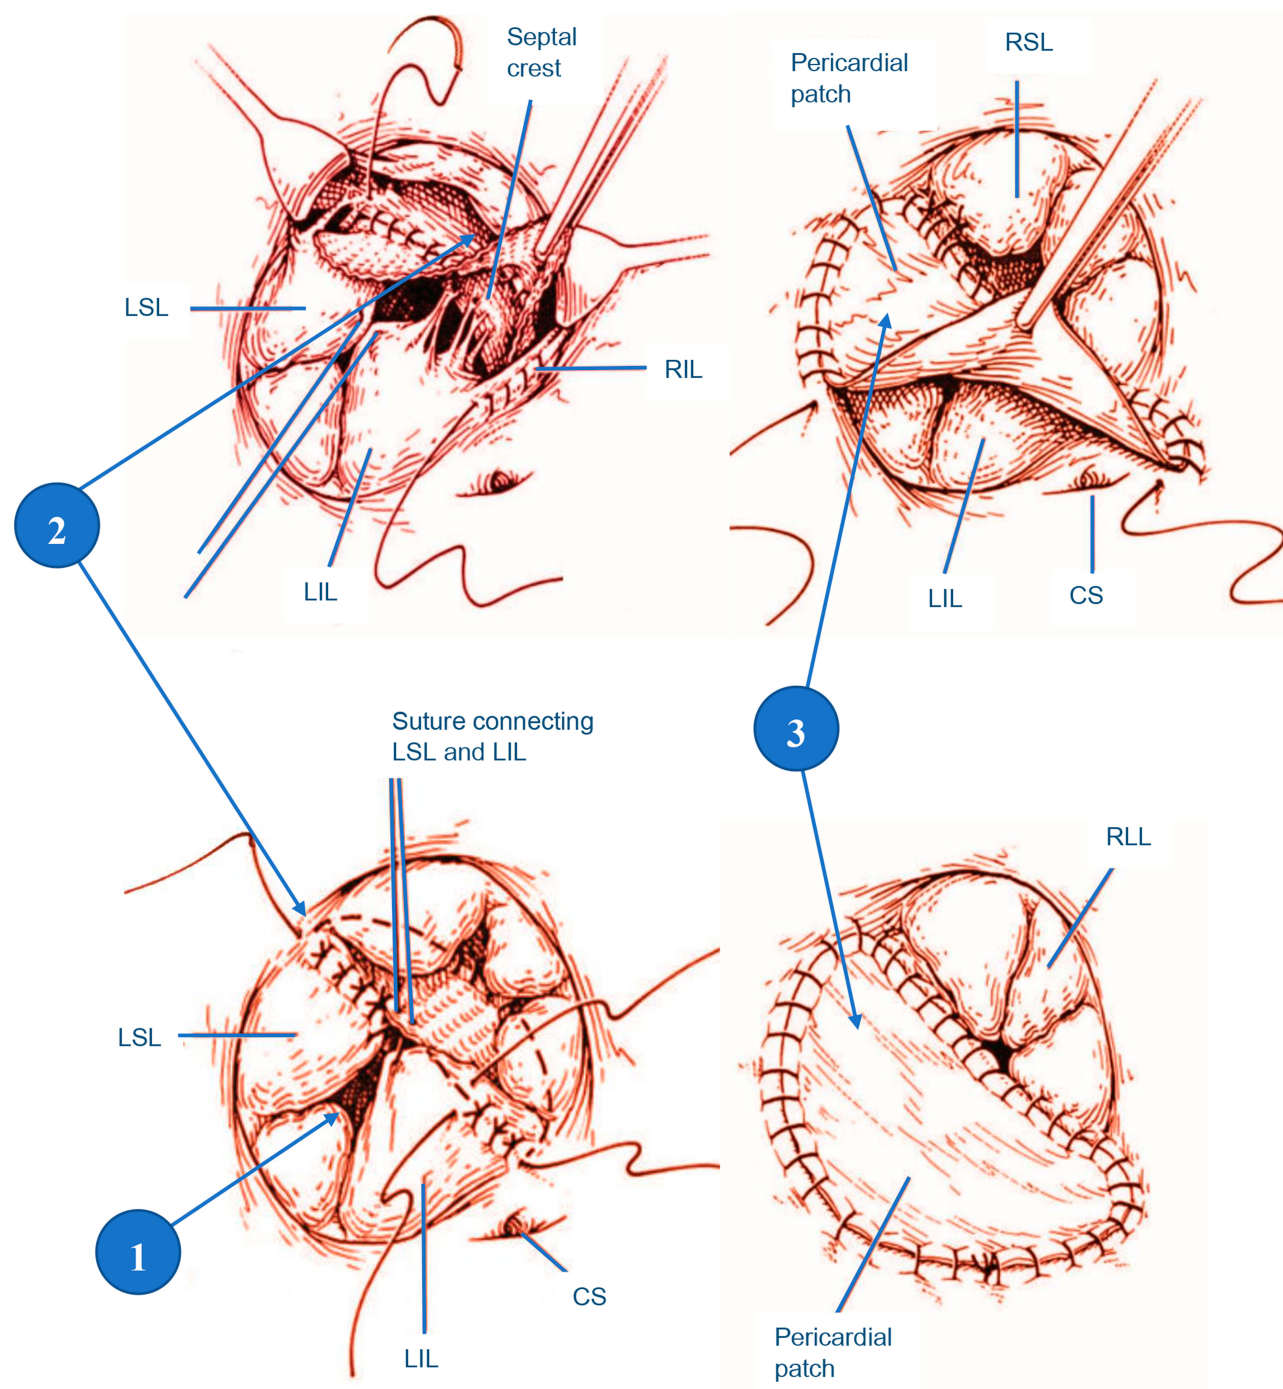 Septal
crest
LSL
RIL
LIL
2
Pericardial
patch
RSL
LIL
CS
3
Suture connecting
LSL and LIL
LSL
1
LIL
CS
RLL
Pericardial
patch